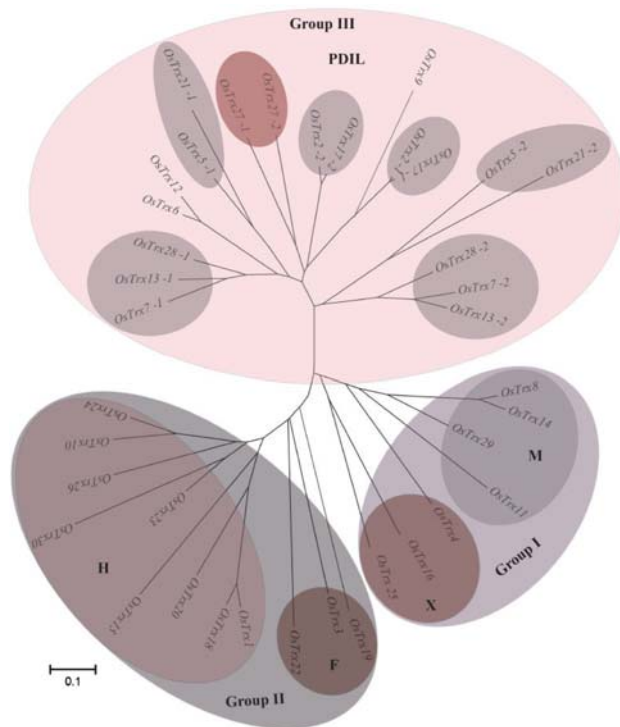 Group III
PDIL
OsTrx9
OsTrx21 -1
OsTrx5 -1
OsTrx27 -1
OsTrx27 -2
OsTrx2 -2
OsTrx17 -2
OsTrx2 -1
OsTrx17 -1
OsTrx5 -2
OsTrx21 -2
OsTrx12
OsTrx6
OsTrx28 -1
OsTrx13 -1
OsTrx7 -1
OsTrx28 -2
OsTrx7 -2
OsTrx13 -2
OsTrx24
OsTrx10
OsTrx26
OsTrx23
OsTrx30
H
OsTrx15
OsTrx20
OsTrx18
OsTrx1
OsTrx22
OsTrx3
OsTrx19
F
Group II
OsTrx8
OsTrx14
OsTrx29
M
OsTrx11
OsTrx4
OsTrx16
OsTrx25
X
Group I
0.1